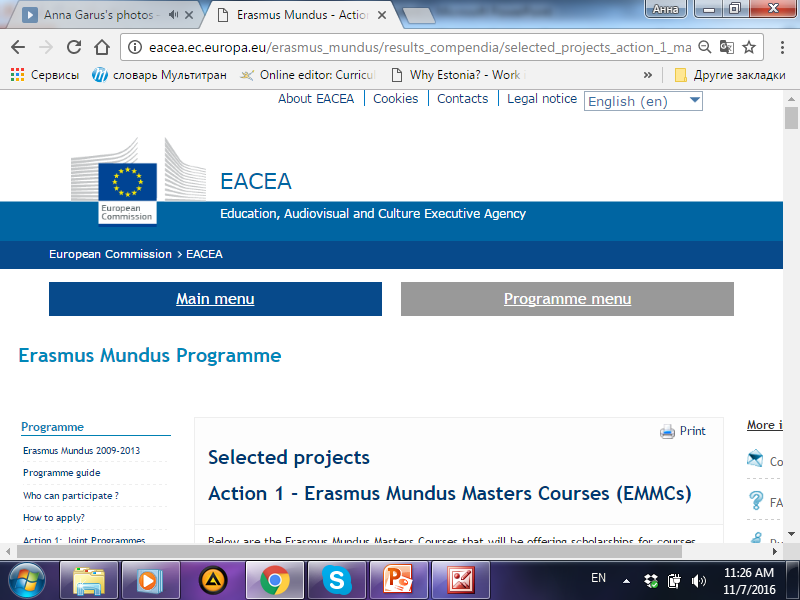 Anna Garus's photos -
Erasmus Mundus - Actio
Анна
eacea.ec.europa.eu/erasmus_mundus/results_compendia/selected_projects_action_1_ma
Сервисы
словарь Мультитран
Online editor: Curricu
Why Estonia? - Work
»
Другие закладки
About EACEA
Cookies
Contacts
Legal notice
English (en)
European
Commission
EACEA
Education, Audiovisual and Culture Executive Agency
European Commission > EACEA
Main menu
Programme menu
Erasmus Mundus Programme
Programme
Erasmus Mundus 2009-2013
Programme guide
Who can participate ?
How to apply?
Action 1: Joint Programmes
Print
Selected projects
Action 1 - Erasmus Mundus Masters Courses (EMMCs)
Below are the Erasmus Mundus Masters Courses that will be offering scholarships for courses
More i
Co
FA
EN
11:26 AM
11/7/2016